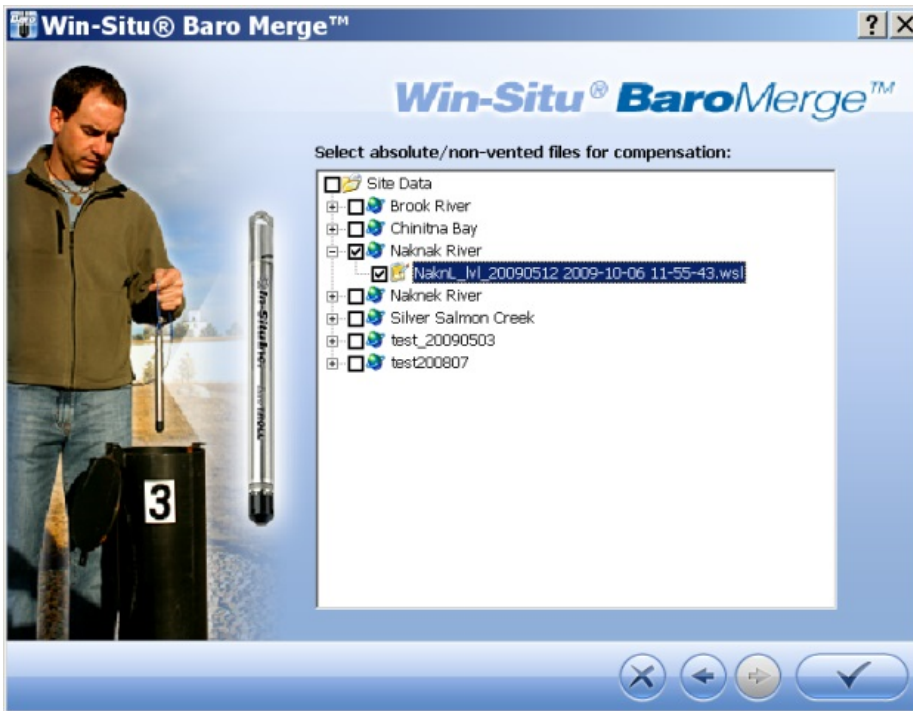 Baro
Win-Situ® Baro Merge™
Win-Situ® BaroMerge™
Select absolute/non-vented files for compensation:
Site Data
Brook River
Chinitna Bay
Naknak River
NaknL_lvl_20090512 2009-10-06 11-55-43.wsl
Naknek River
Silver Salmon Creek
test_20090503
test200807
In-Situ Inc.
3